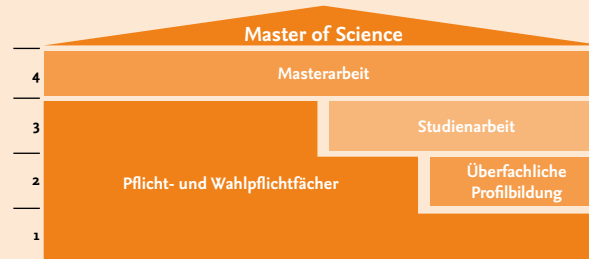 Master of Science
4
Masterarbeit
3
Studienarbeit
2
Pflicht- und Wahlpflichtfächer
Überfachliche
Profilbildung
1